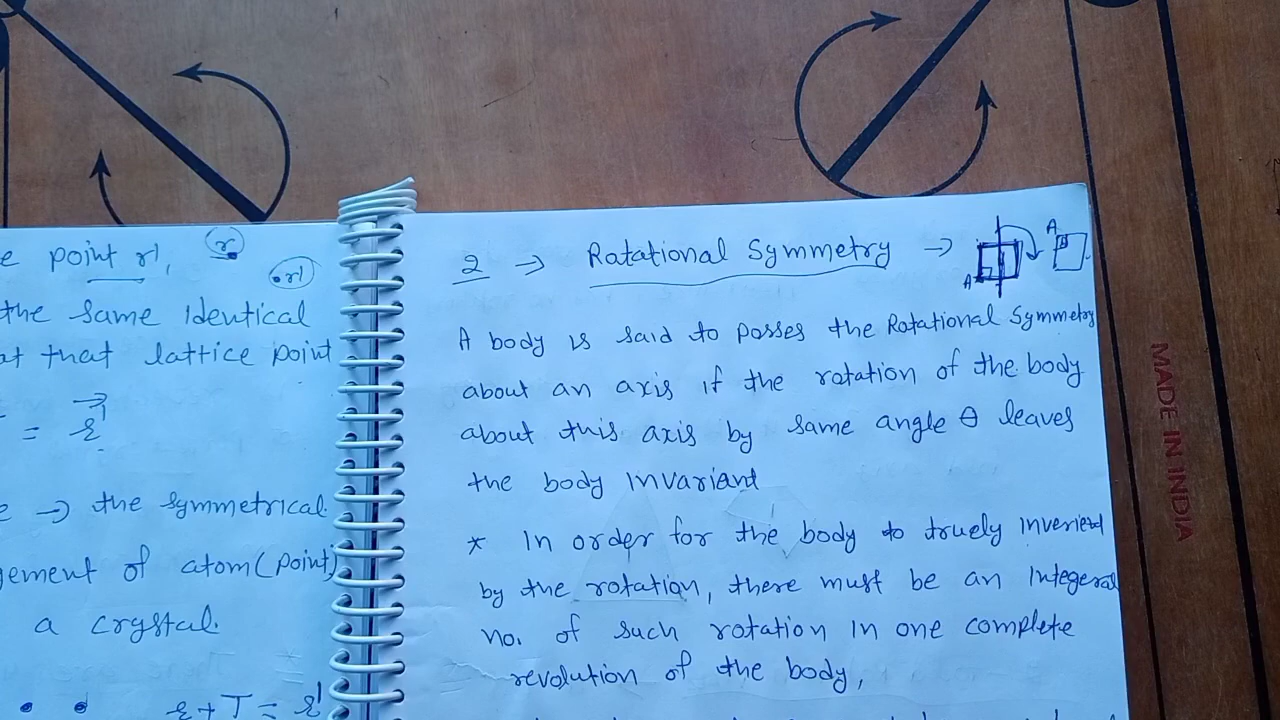 e point r',
r
.r'
the same identical
at that lattice point
= r'
e → the symmetrical
gement of atom (point)
a crystal.
r + T = r'
2 → Ratational Symmetry →
A
A
A body is said to posses the Rotational Symmetry
about an axis if the rotation of the body
about this axis by same angle θ leaves
the body invariant
* In order for the body to truely
by the rotation, there must be an integeral
no. of such rotation in one complete
revolution of the body,
MADE IN INDIA